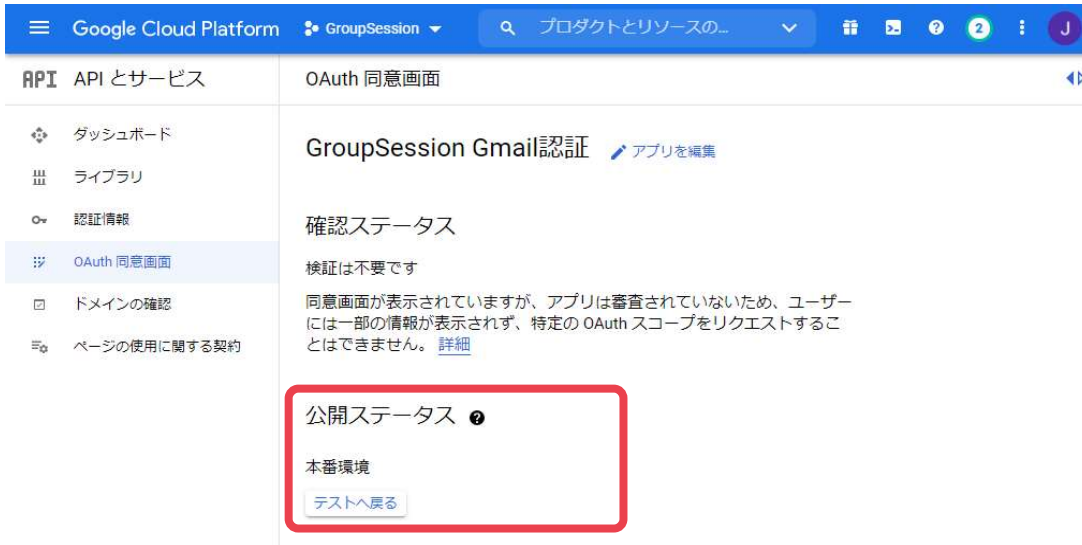 Google Cloud Platform
GroupSession
プロダクトとリソースの...
2
J
API API とサービス
OAuth 同意画面
ダッシュボード
ライブラリ
認証情報
OAuth 同意画面
ドメインの確認
ページの使用に関する契約
GroupSession Gmail認証
アプリを編集
確認ステータス
検証は不要です
同意画面が表示されていますが、アプリは審査されていないため、ユーザー
には一部の情報が表示されず、特定の OAuth スコープをリクエストするこ
とはできません。 詳細
公開ステータス
本番環境
テストへ戻る